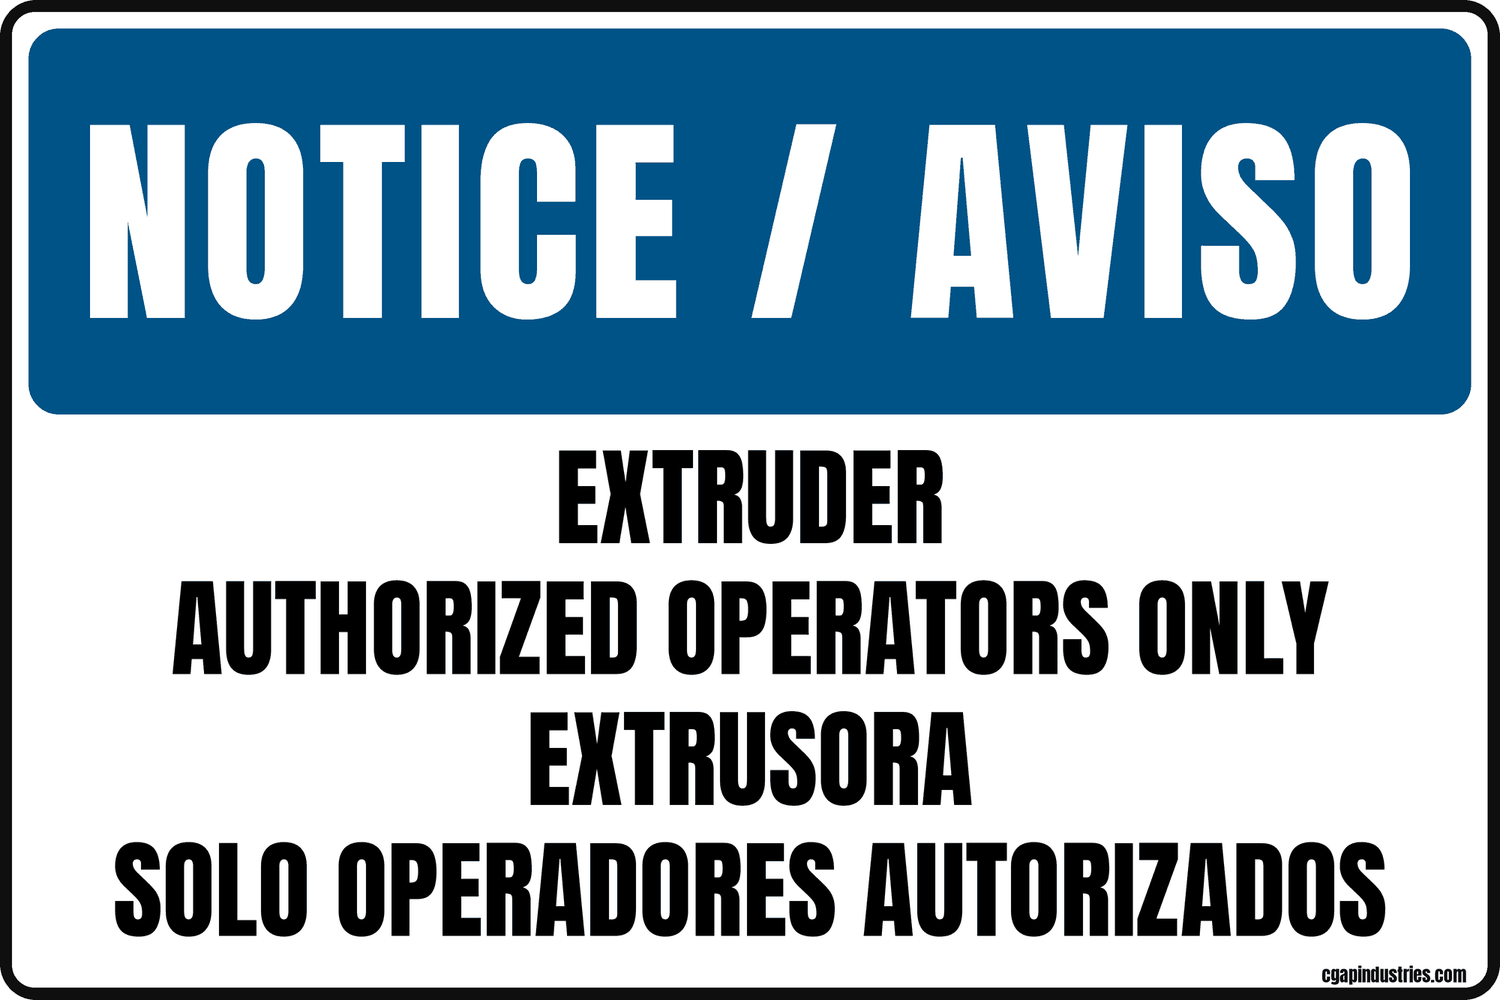 NOTICE / AVISO
EXTRUDER
AUTHORIZED OPERATORS ONLY
EXTRUSORA
SOLO OPERADORES AUTORIZADOS
cgapindustries.com